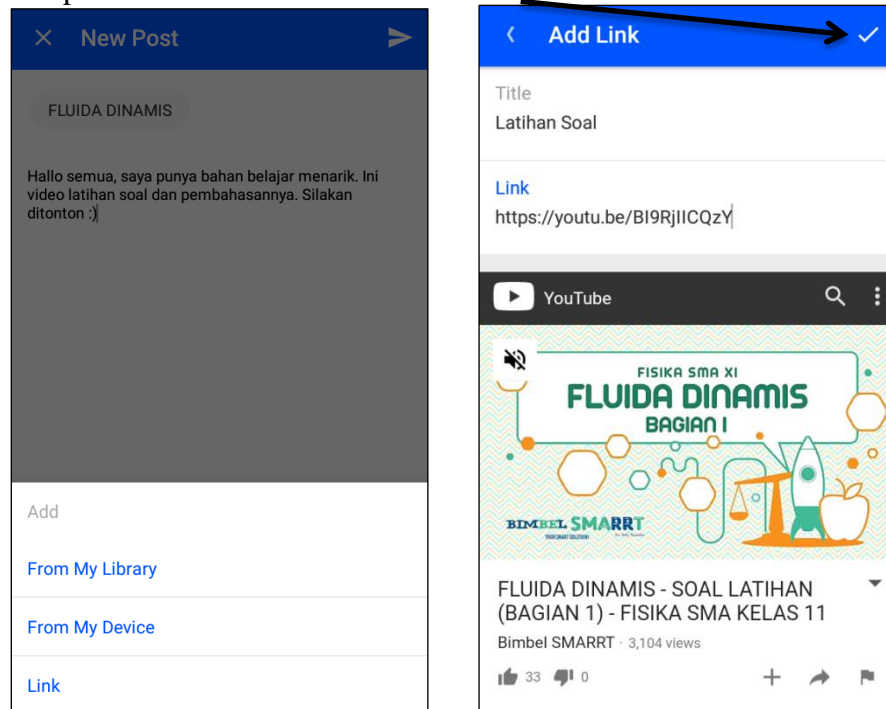 New Post
FLUIDA DINAMIS
Hallo semua, saya punya bahan belajar menarik. Ini
video latihan soal dan pembahasannya. Silakan
ditonton :)
Add
From My Library
From My Device
Link
Add Link
Title
Latihan Soal
Link
https://youtu.be/BI9RjIICQzY
YouTube
FISIKA SMA XI
FLUIDA DINAMIS
BAGIAN I
BIMBEL SMARRT
FLUIDA DINAMIS - SOAL LATIHAN
(BAGIAN 1) - FISIKA SMA KELAS 11
Bimbel SMARRT · 3,104 views
33 0